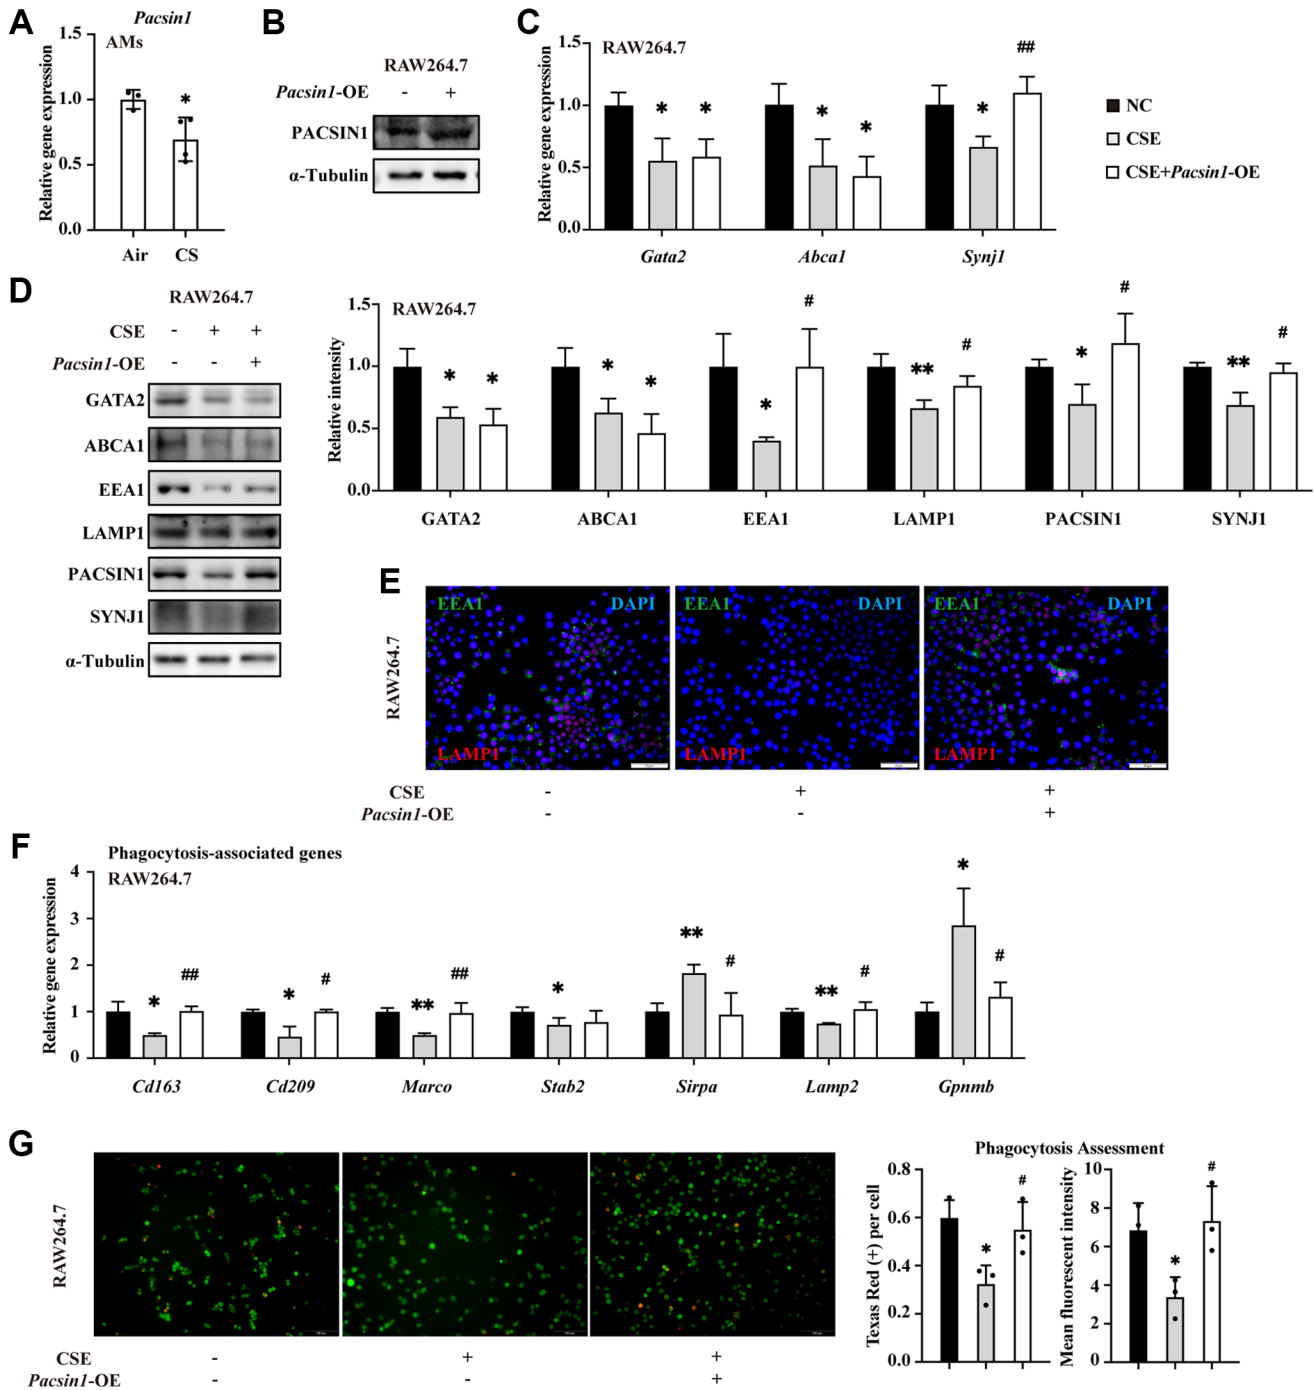 A
Pacsin1
AMs
Relative gene expression
1.5
1.0
0.5
0.0
*
Air CS
B
RAW264.7
Pacsin1-OE - +
PACSIN1
α-Tubulin
C
RAW264.7
Relative gene expression
1.5
1.0
0.5
0.0
* * * * * ##
Gata2 Abca1 Synj1
NC
CSE
CSE+Pacsin1-OE
D
RAW264.7
CSE - + +
Pacsin1-OE - - +
GATA2
ABCA1
EEA1
LAMP1
PACSIN1
SYNJ1
α-Tubulin
RAW264.7
Relative intensity
1.5
1.0
0.5
0.0
* * * * * # ** # * # ** #
GATA2 ABCA1 EEA1 LAMP1 PACSIN1 SYNJ1
E
RAW264.7
EEA1 DAPI
LAMP1
EEA1 DAPI
LAMP1
EEA1 DAPI
LAMP1
CSE - + +
Pacsin1-OE - - +
F
Phagocytosis-associated genes
RAW264.7
Relative gene expression
4
3
2
1
0
* ## * # ** ## * ** # ** # * #
Cd163 Cd209 Marco Stab2 Sirpa Lamp2 Gpnmb
G
RAW264.7
CSE - + +
Pacsin1-OE - - +
Phagocytosis Assessment
Texas Red (+) per cell
0.8
0.6
0.4
0.2
0.0
* #
Mean fluorescent intensity
10
8
6
4
2
0
* #